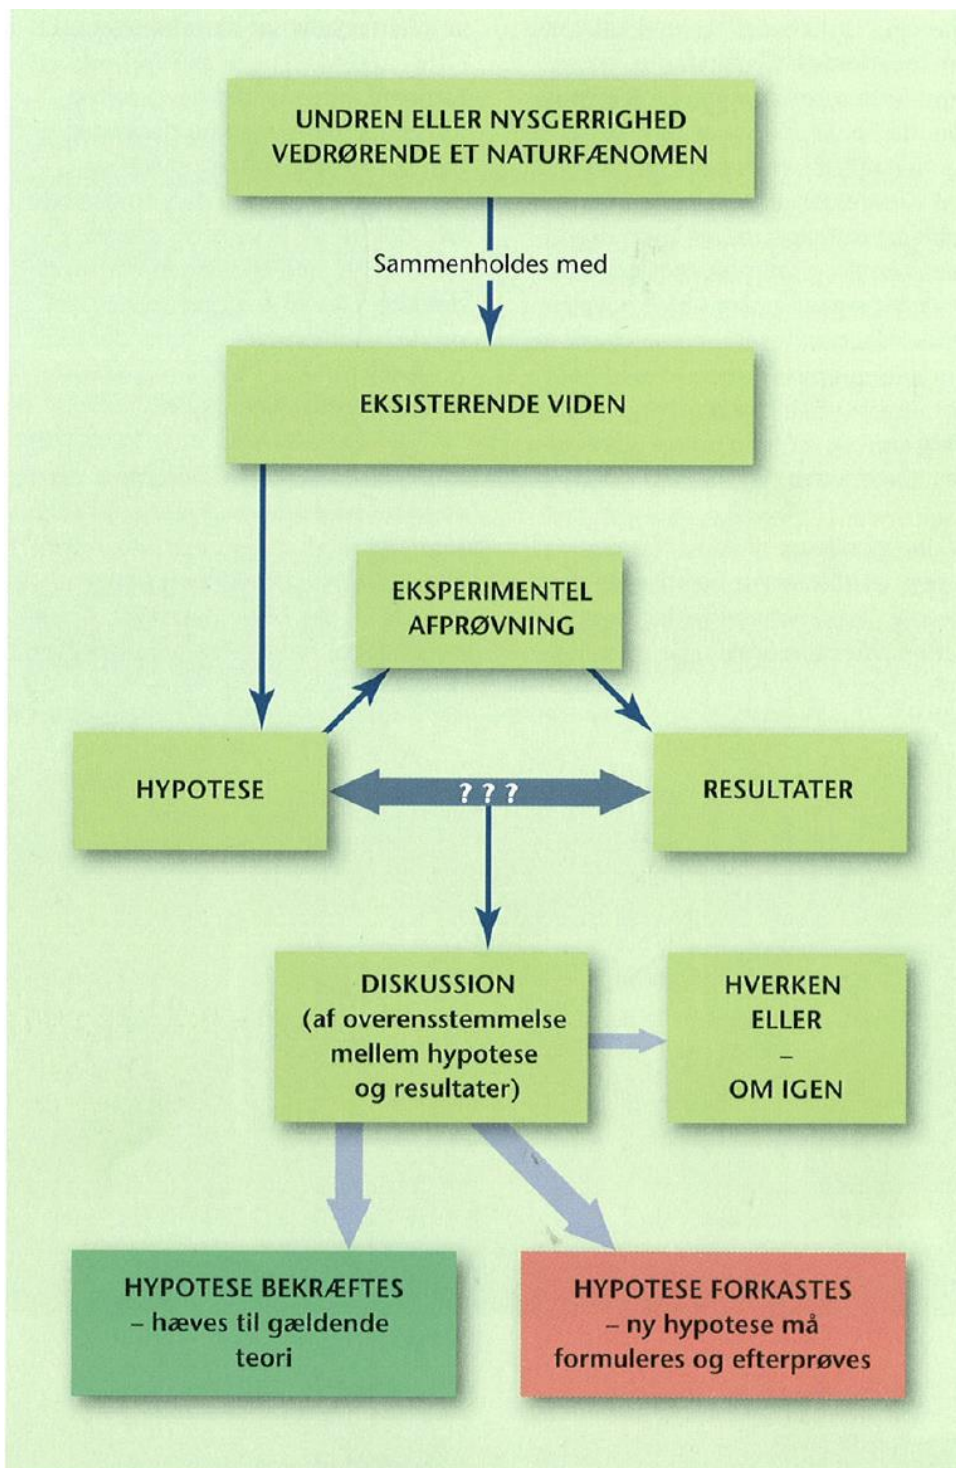 UNDREN ELLER NYSGERRIGHED
VEDRØRENDE ET NATURFÆNOMEN
Sammenholdes med
EKSISTERENDE VIDEN
EKSPERIMENTEL
AFPRØVNING
HYPOTESE
? ? ?
RESULTATER
DISKUSSION
(af overensstemmelse
mellem hypotese
og resultater)
HVERKEN
ELLER
–
OM IGEN
HYPOTESE BEKRÆFTES
– hæves til gældende
teori
HYPOTESE FORKASTES
– ny hypotese må
formuleres og efterprøves